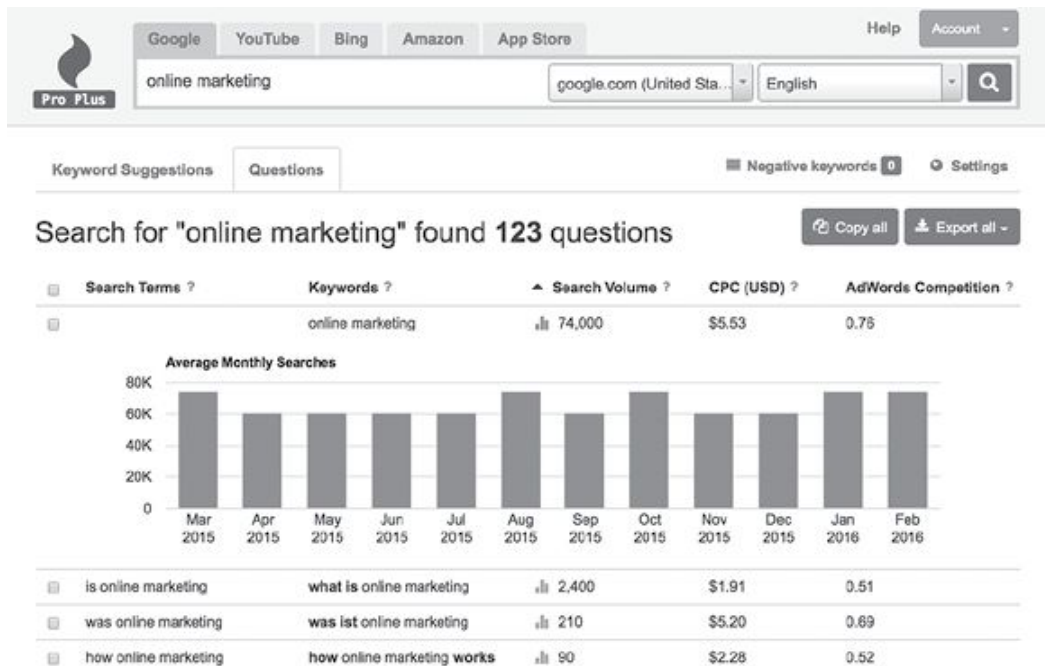 Google YouTube Bing Amazon App Store Help Account
online marketing google.com (United Sta... English
Pro Plus
Keyword Suggestions Questions Negative keywords 0 Settings
Search for "online marketing" found 123 questions Copy all Export all
Search Terms ? Keywords ? Search Volume ? CPC (USD) ? AdWords Competition ?
online marketing 74,000 $5.53 0.76
Average Monthly Searches
80K
60K
40K
20K
0
Mar Apr May Jun Jul Aug Sep Oct Nov Dec Jan Feb
2015 2015 2015 2015 2015 2015 2015 2015 2015 2015 2016 2016
is online marketing what is online marketing 2,400 $1.91 0.51
was online marketing was ist online marketing 210 $5.20 0.69
how online marketing how online marketing works 90 $2.28 0.52